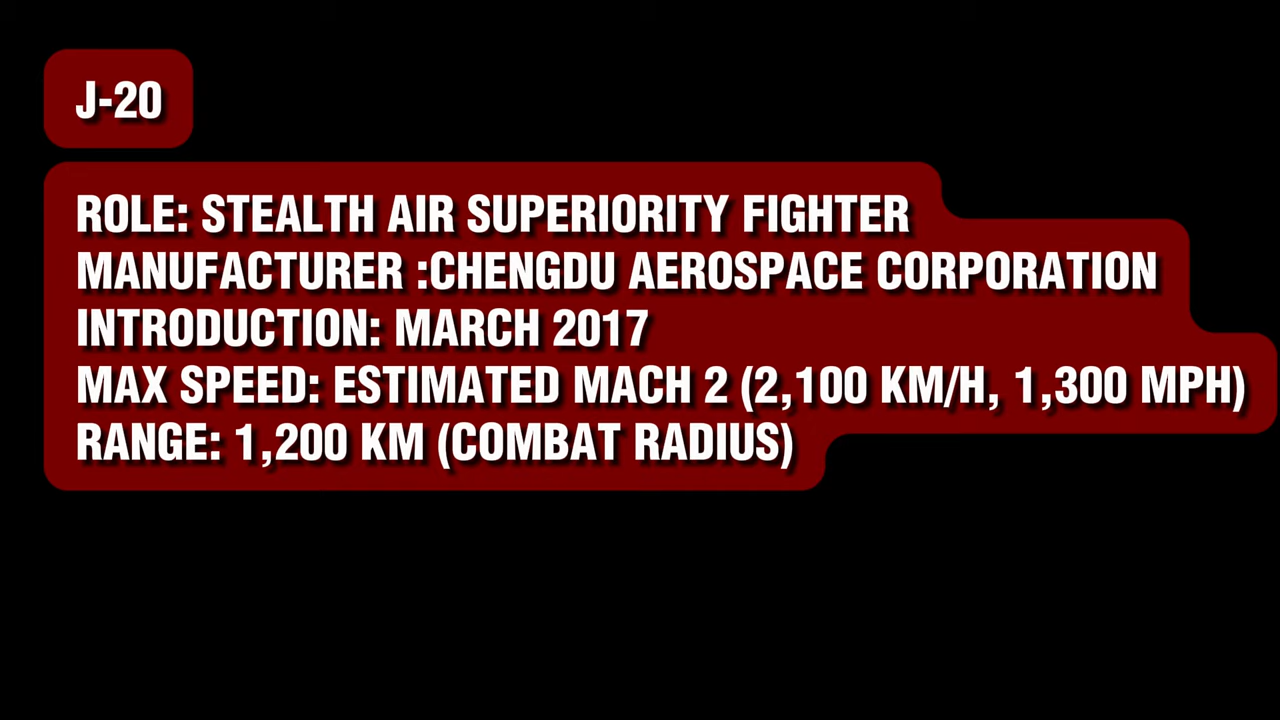 J-20
ROLE: STEALTH AIR SUPERIORITY FIGHTER
MANUFACTURER :CHENGDU AEROSPACE CORPORATION
INTRODUCTION: MARCH 2017
MAX SPEED: ESTIMATED MACH 2 (2,100 KM/H, 1,300 MPH)
RANGE: 1,200 KM (COMBAT RADIUS)